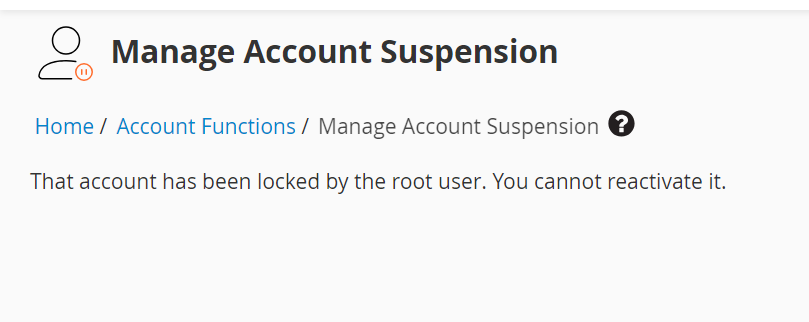 Manage Account Suspension
Home / Account Functions / Manage Account Suspension ?
That account has been locked by the root user. You cannot reactivate it.